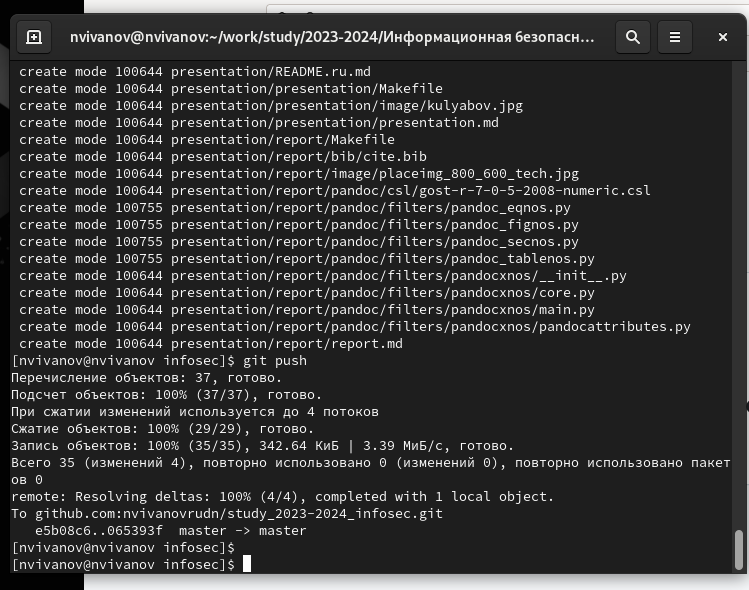 nvivanov@nvivanov:~/work/study/2023-2024/Информационная безопасн...
create mode 100644 presentation/README.ru.md
create mode 100644 presentation/presentation/Makefile
create mode 100644 presentation/presentation/image/kulyabov.jpg
create mode 100644 presentation/presentation/presentation.md
create mode 100644 presentation/report/Makefile
create mode 100644 presentation/report/bib/cite.bib
create mode 100644 presentation/report/image/placeimg_800_600_tech.jpg
create mode 100644 presentation/report/pandoc/csl/gost-r-7-0-5-2008-numeric.csl
create mode 100755 presentation/report/pandoc/filters/pandoc_eqnos.py
create mode 100755 presentation/report/pandoc/filters/pandoc_fignos.py
create mode 100755 presentation/report/pandoc/filters/pandoc_secnos.py
create mode 100755 presentation/report/pandoc/filters/pandoc_tablenos.py
create mode 100644 presentation/report/pandoc/filters/pandocxnos/__init__.py
create mode 100644 presentation/report/pandoc/filters/pandocxnos/core.py
create mode 100644 presentation/report/pandoc/filters/pandocxnos/main.py
create mode 100644 presentation/report/pandoc/filters/pandocxnos/pandocattributes.py
create mode 100644 presentation/report/report.md
[nvivanov@nvivanov infosec]$ git push
Перечисление объектов: 37, готово.
Подсчет объектов: 100% (37/37), готово.
При сжатии изменений используется до 4 потоков
Сжатие объектов: 100% (29/29), готово.
Запись объектов: 100% (35/35), 342.64 КиБ | 3.39 МиБ/с, готово.
Всего 35 (изменений 4), повторно использовано 0 (изменений 0), повторно использовано пакет
ов 0
remote: Resolving deltas: 100% (4/4), completed with 1 local object.
To github.com:nvivanovrudn/study_2023-2024_infosec.git
e5b08c6..065393f  master -> master
[nvivanov@nvivanov infosec]$
[nvivanov@nvivanov infosec]$